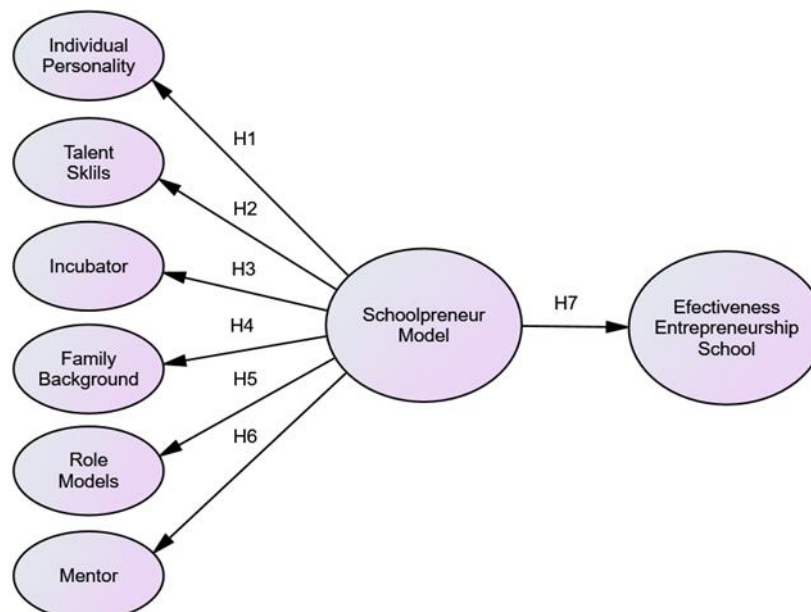 Individual
Personality
H1
Talent
Sklils
H2
Incubator
H3
Schoolpreneur
Model
H7
Efectiveness
Entrepreneurship
School
H4
Family
Background
H5
Role
Models
H6
Mentor